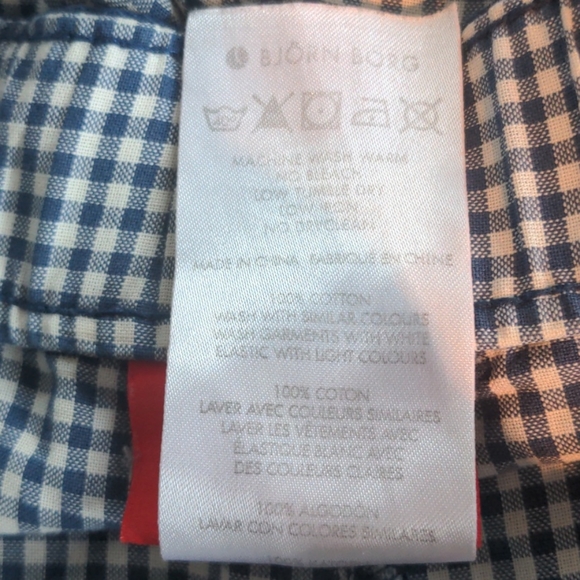 BJÖRN BORG
MACHINE WASH WARM
NO BLEACH
LOW TUMBLE DRY
LOW IRON
NO DRYCLEAN
MADE IN CHINA FABRIQUÉ EN CHINE
100% COTTON
WASH WITH SIMILAR COLOURS
WASH GARMENTS WITH WHITE
ELASTIC WITH LIGHT COLOURS
100% COTON
LAVER AVEC COULEURS SIMILAIRES
LAVER LES VÊTEMENTS AVEC
ÉLASTIQUE BLANC AVEC
DES COULEURS CLAIRES
100% ALGODÓN
LAVAR CON COLORES SIMILARES
100%